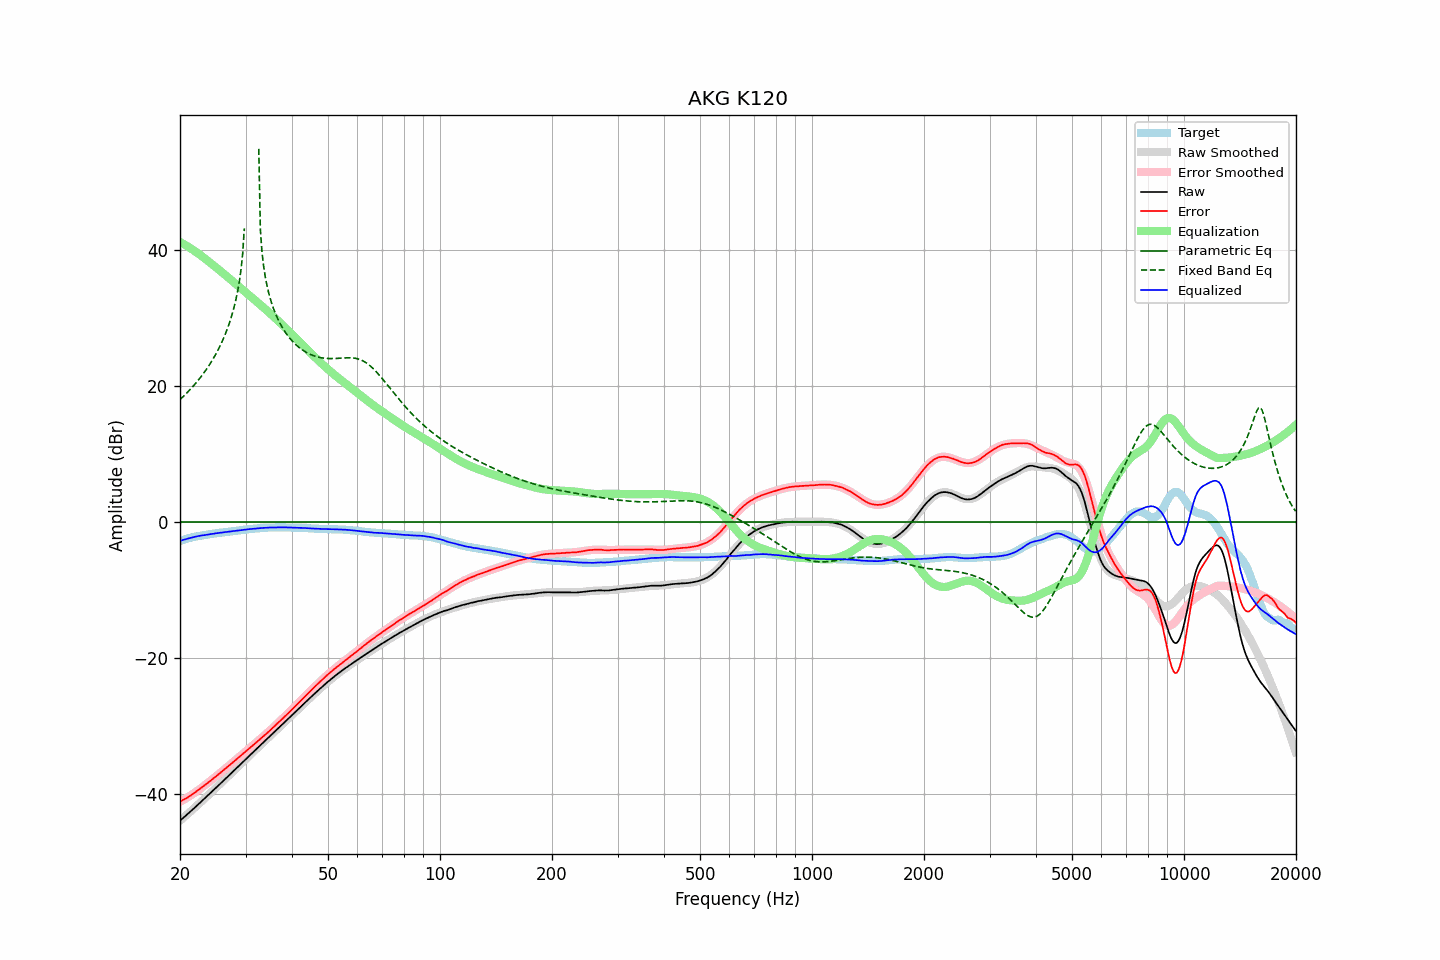 AKG K120
Amplitude (dBr)
40
20
0
−20
−40
Target
Raw Smoothed
Error Smoothed
Raw
Error
Equalization
Parametric Eq
Fixed Band Eq
Equalized
20 50 100 200 500 1000 2000 5000 10000 20000
Frequency (Hz)